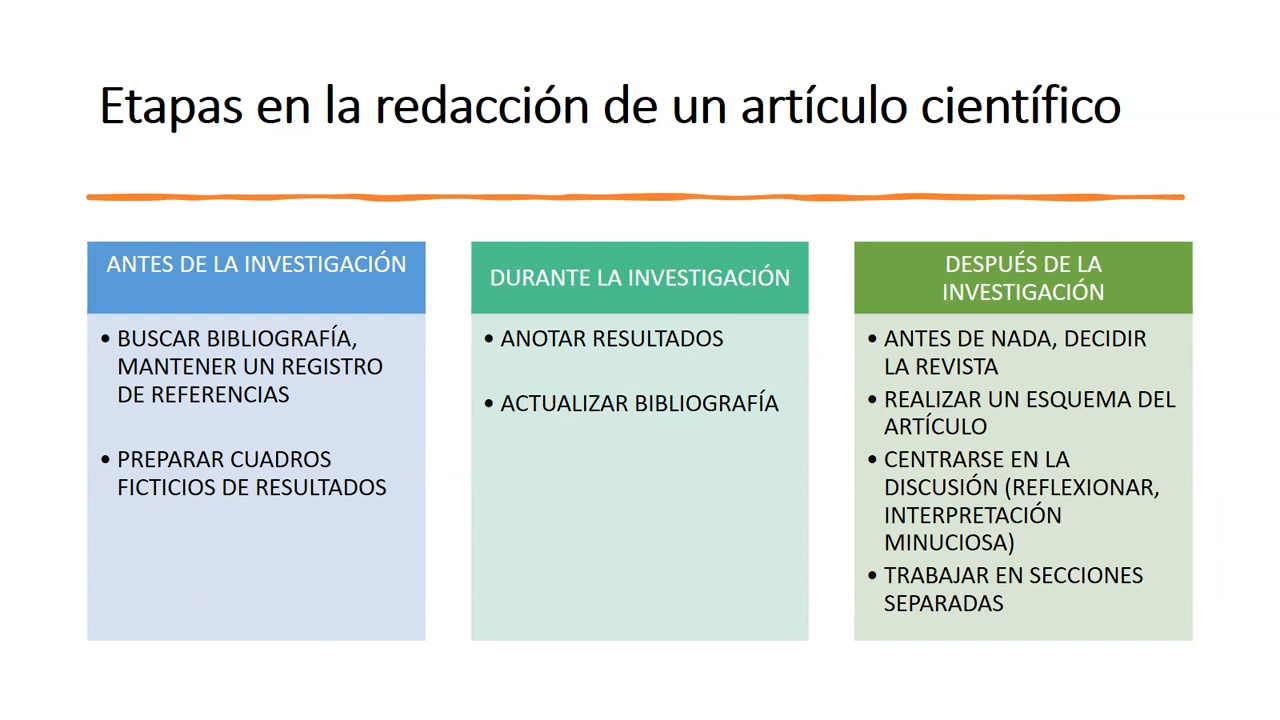 Etapas en la redacción de un artículo científico
ANTES DE LA INVESTIGACIÓN
• BUSCAR BIBLIOGRAFÍA,
MANTENER UN REGISTRO
DE REFERENCIAS
• PREPARAR CUADROS
FICTICIOS DE RESULTADOS
DURANTE LA INVESTIGACIÓN
• ANOTAR RESULTADOS
• ACTUALIZAR BIBLIOGRAFÍA
DESPUÉS DE LA
INVESTIGACIÓN
• ANTES DE NADA, DECIDIR
LA REVISTA
• REALIZAR UN ESQUEMA DEL
ARTÍCULO
• CENTRARSE EN LA
DISCUSIÓN (REFLEXIONAR,
INTERPRETACIÓN
MINUCIOSA)
• TRABAJAR EN SECCIONES
SEPARADAS